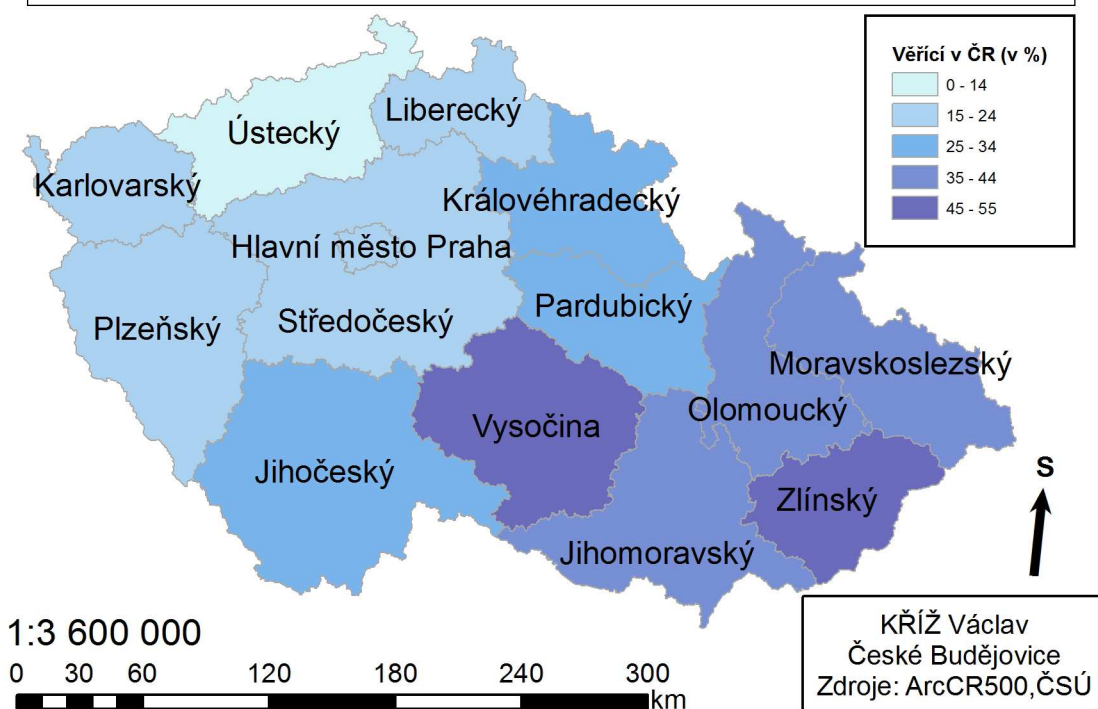 Věřící v ČR (v %)
0 - 14
15 - 24
25 - 34
35 - 44
45 - 55
Liberecký
Ústecký
Karlovarský
Královéhradecký
Hlavní město Praha
Pardubický
Plzeňský
Středočeský
Moravskoslezský
Olomoucký
Vysočina
Jihočeský
Zlínský
Jihomoravský
S
1:3 600 000
0 30 60 120 180 240 300
km
KŘÍŽ Václav
České Budějovice
Zdroje: ArcCR500,ČSÚ